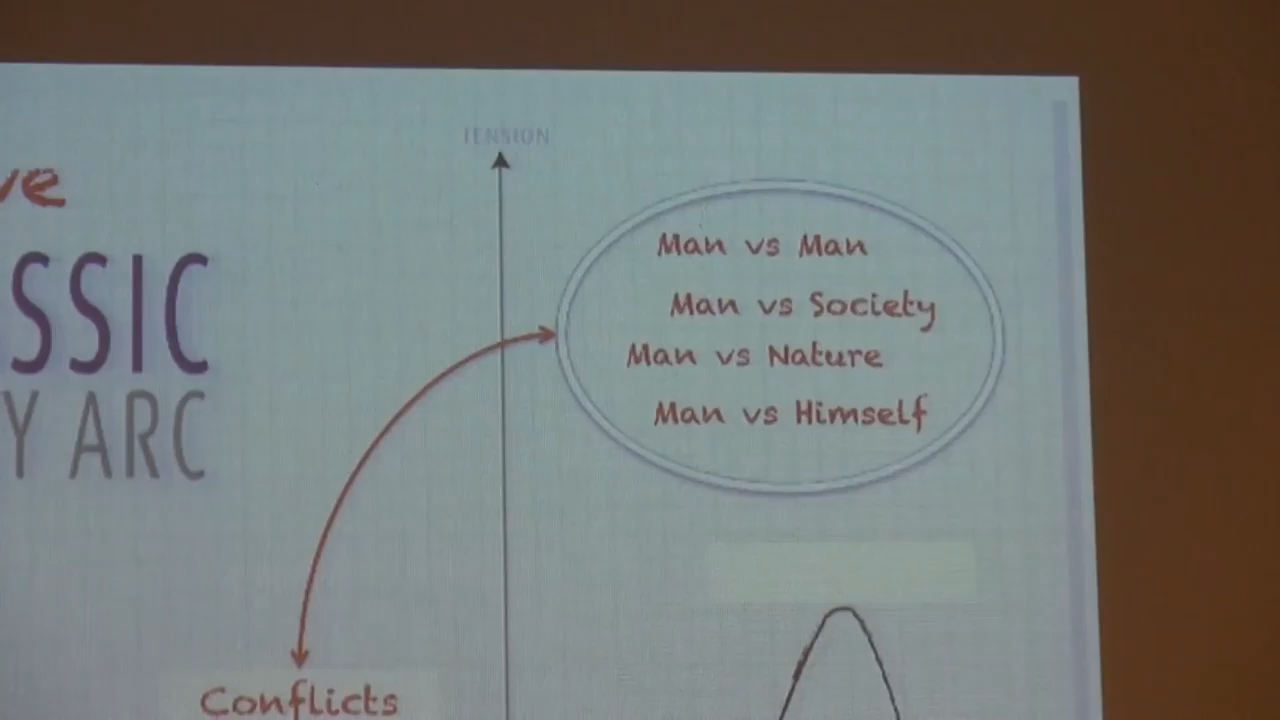 TENSION
ve
SSIC
Y ARC
Man vs Man
Man vs Society
Man vs Nature
Man vs Himself
Conflicts